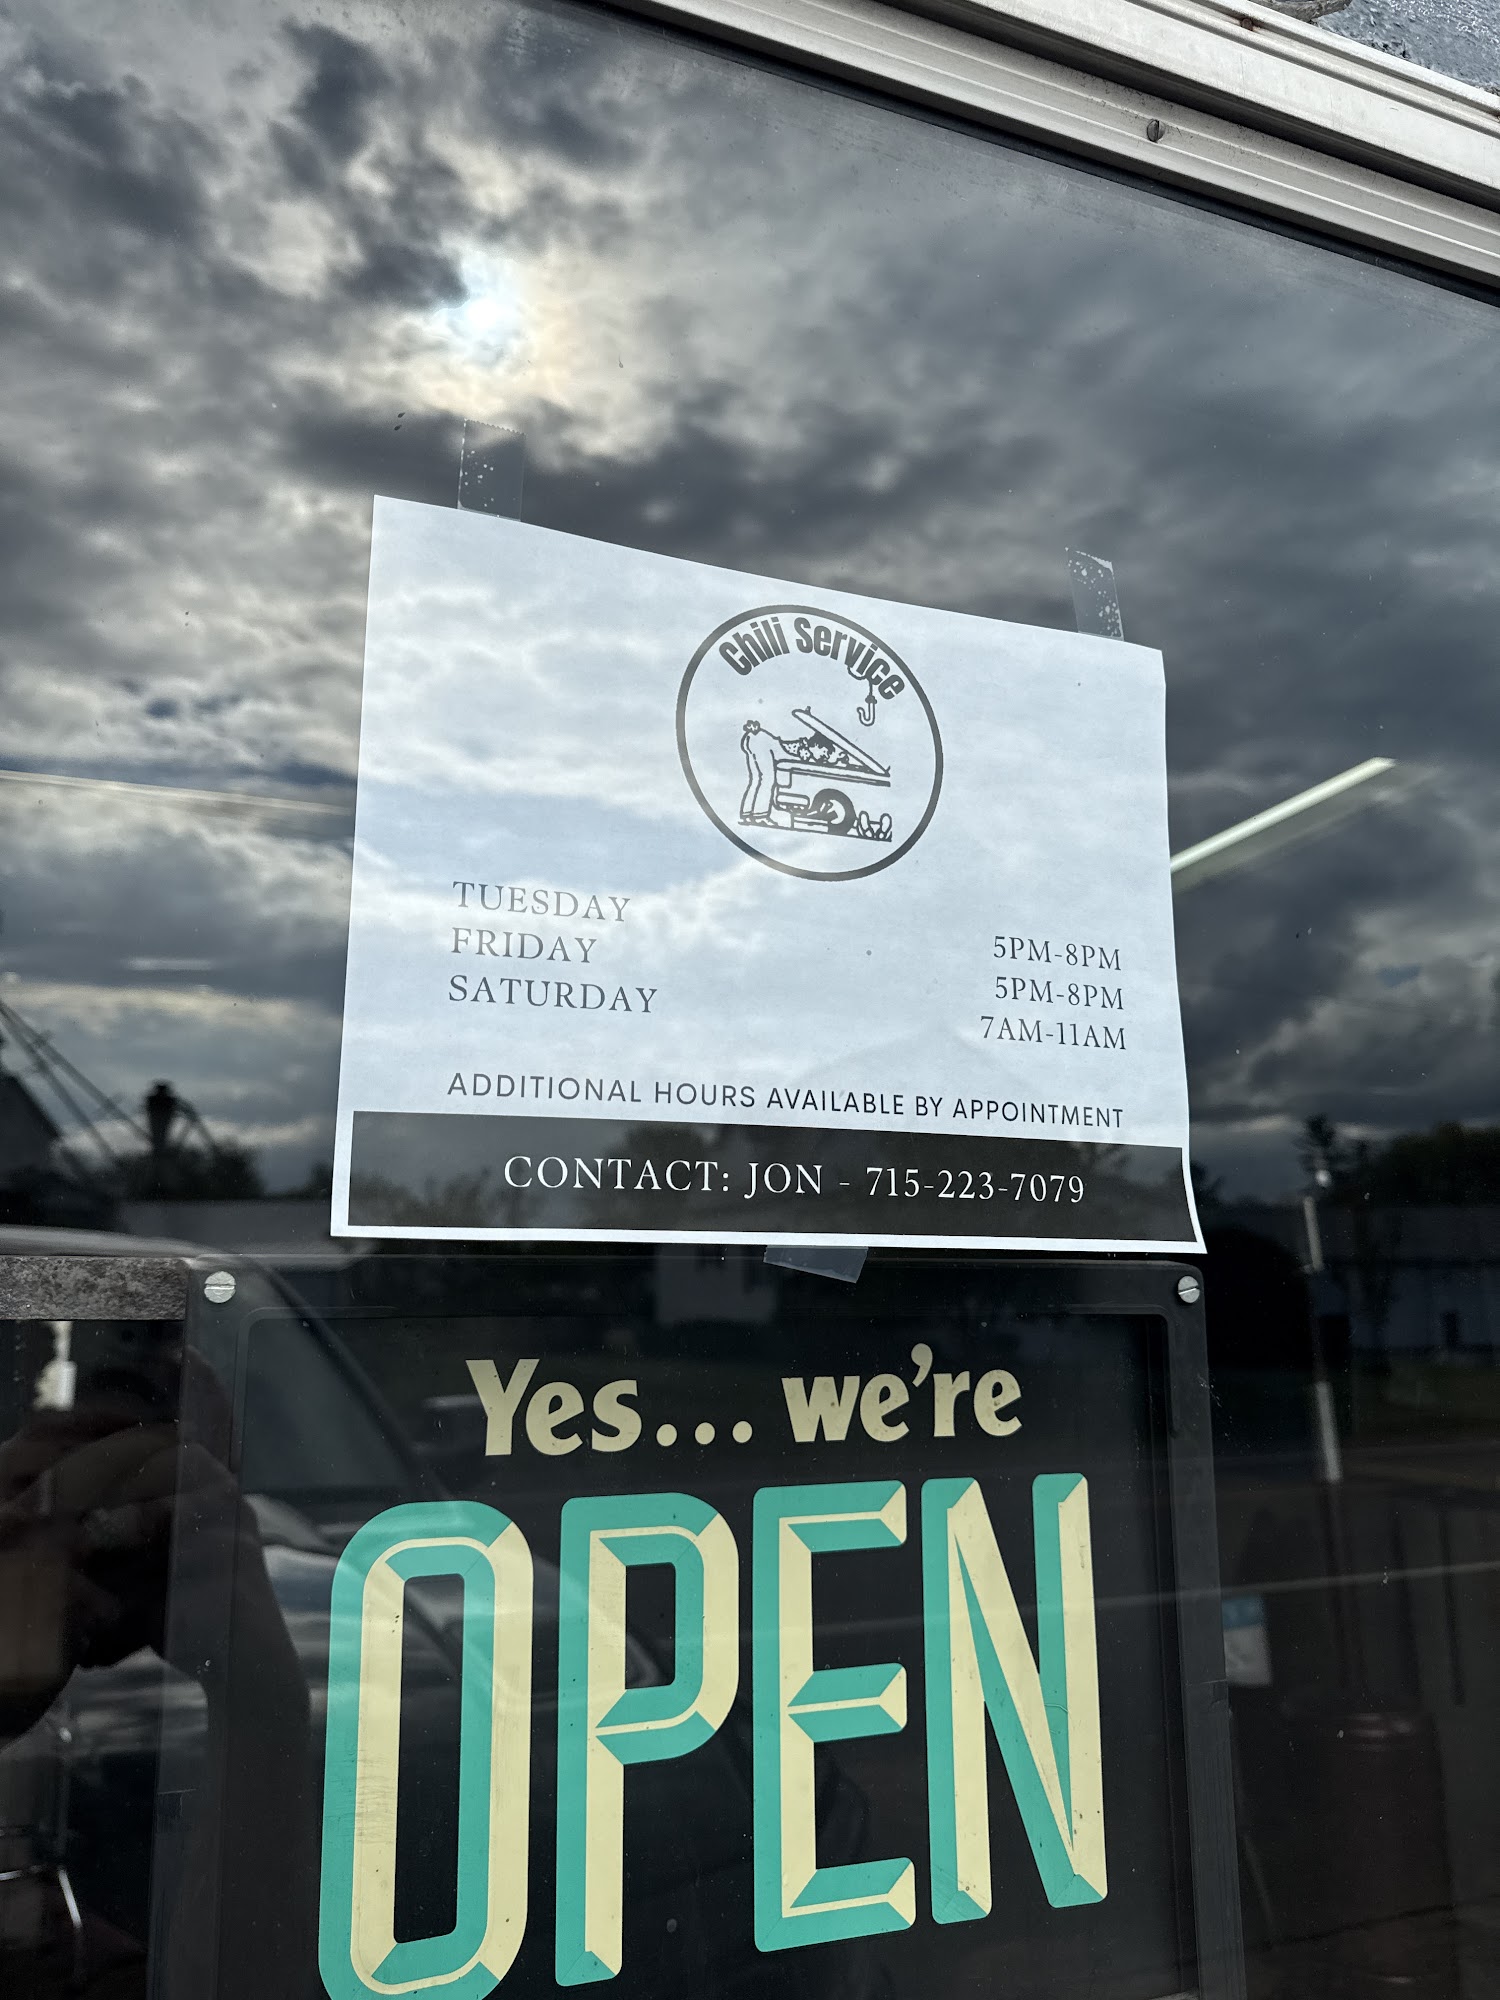 Chili Service
TUESDAY 5PM-8PM
FRIDAY 5PM-8PM
SATURDAY 7AM-11AM
ADDITIONAL HOURS AVAILABLE BY APPOINTMENT
CONTACT: JON - 715-223-7079
Yes... we're
OPEN